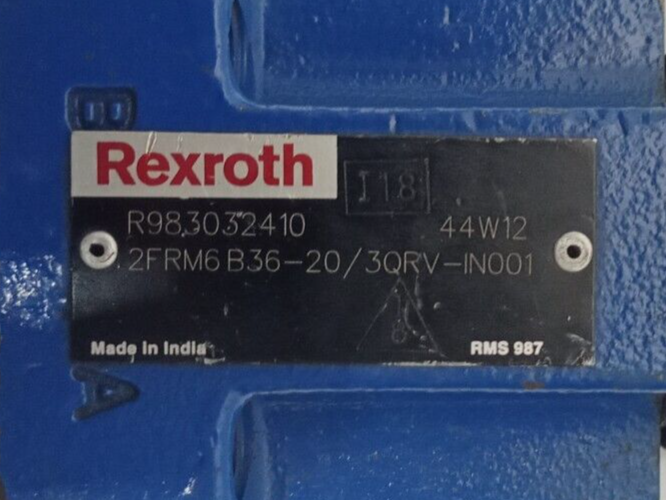 B
Rexroth
I18
R983032410 44W12
2FRM6 B36-20/3QRV-IN001
Made in India RMS 987
A